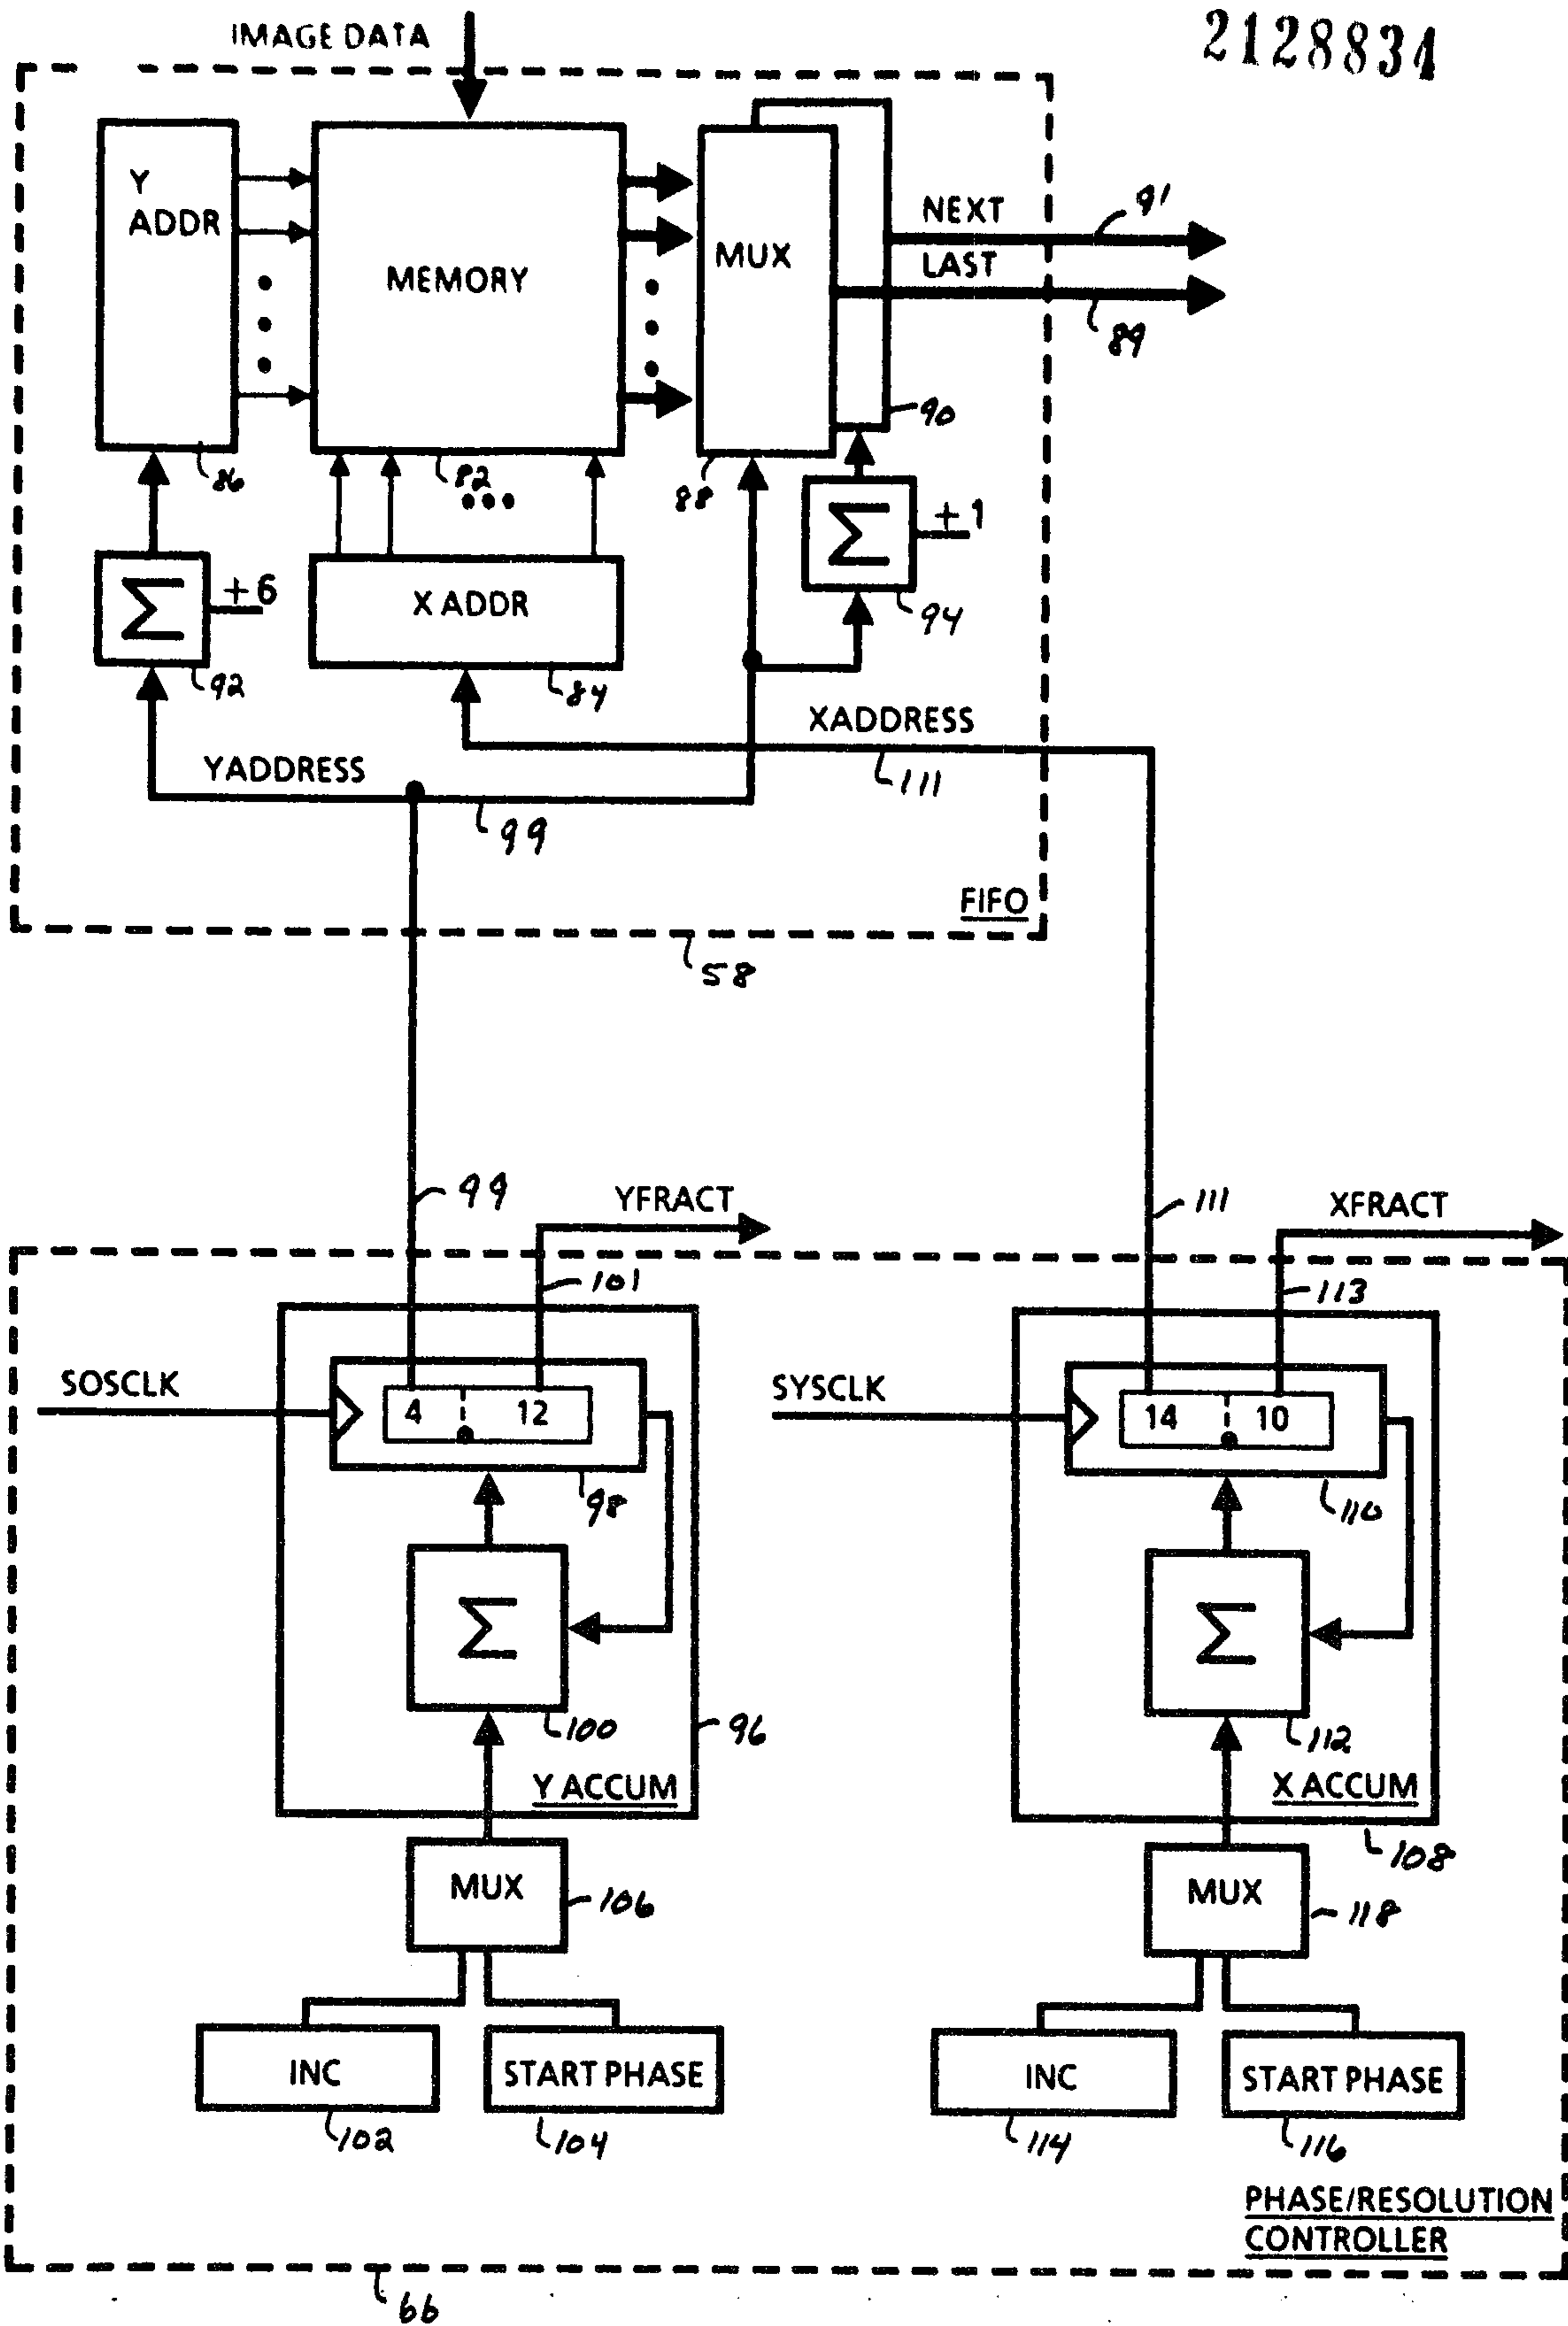 2128834
IMAGE DATA
Y
ADDR
MEMORY
MUX
NEXT
91
LAST
89
90
86
82
88
+1
Σ
94
+6
Σ
92
X ADDR
84
XADDRESS
111
YADDRESS
99
FIFO
58
99
YFRACT
111
XFRACT
101
113
SOSCLK
4
12
SYSCLK
14
10
98
110
Σ
Σ
100
96
112
Y ACCUM
X ACCUM
108
MUX
106
MUX
118
INC
START PHASE
INC
START PHASE
102
104
114
116
PHASE/RESOLUTION
CONTROLLER
66